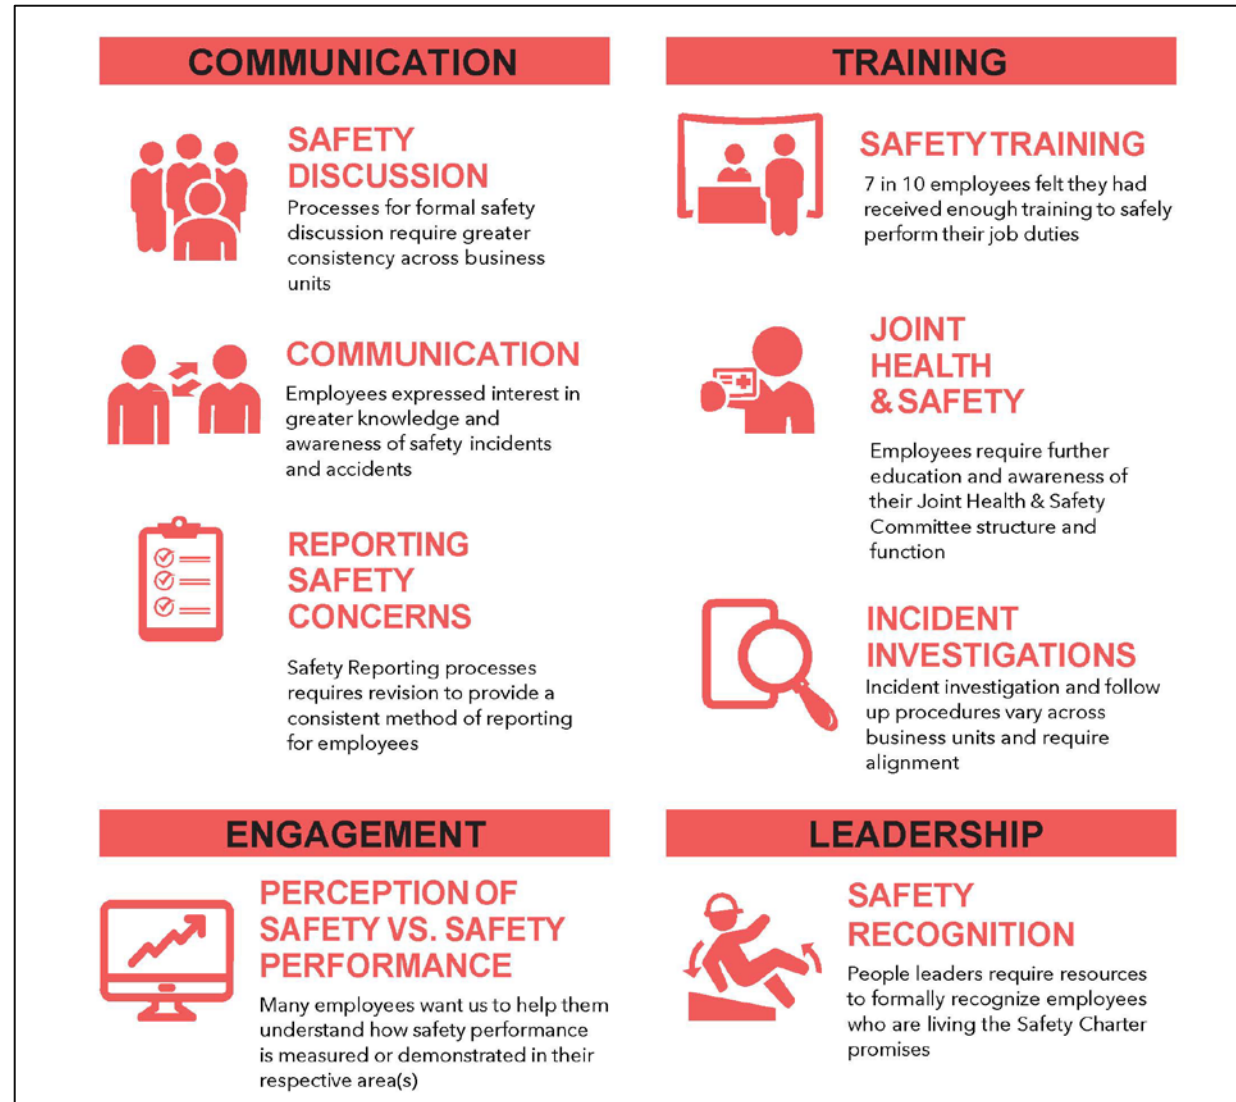 COMMUNICATION
SAFETY
DISCUSSION
Processes for formal safety
discussion require greater
consistency across business
units
COMMUNICATION
Employees expressed interest in
greater knowledge and
awareness of safety incidents
and accidents
REPORTING
SAFETY
CONCERNS
Safety Reporting processes
requires revision to provide a
consistent method of reporting
for employees
TRAINING
SAFETY TRAINING
7 in 10 employees felt they had
received enough training to safely
perform their job duties
JOINT
HEALTH
& SAFETY
Employees require further
education and awareness of
their Joint Health & Safety
Committee structure and
function
INCIDENT
INVESTIGATIONS
Incident investigation and follow
up procedures vary across
business units and require
alignment
ENGAGEMENT
PERCEPTION OF
SAFETY VS. SAFETY
PERFORMANCE
Many employees want us to help them
understand how safety performance
is measured or demonstrated in their
respective area(s)
LEADERSHIP
SAFETY
RECOGNITION
People leaders require resources
to formally recognize employees
who are living the Safety Charter
promises